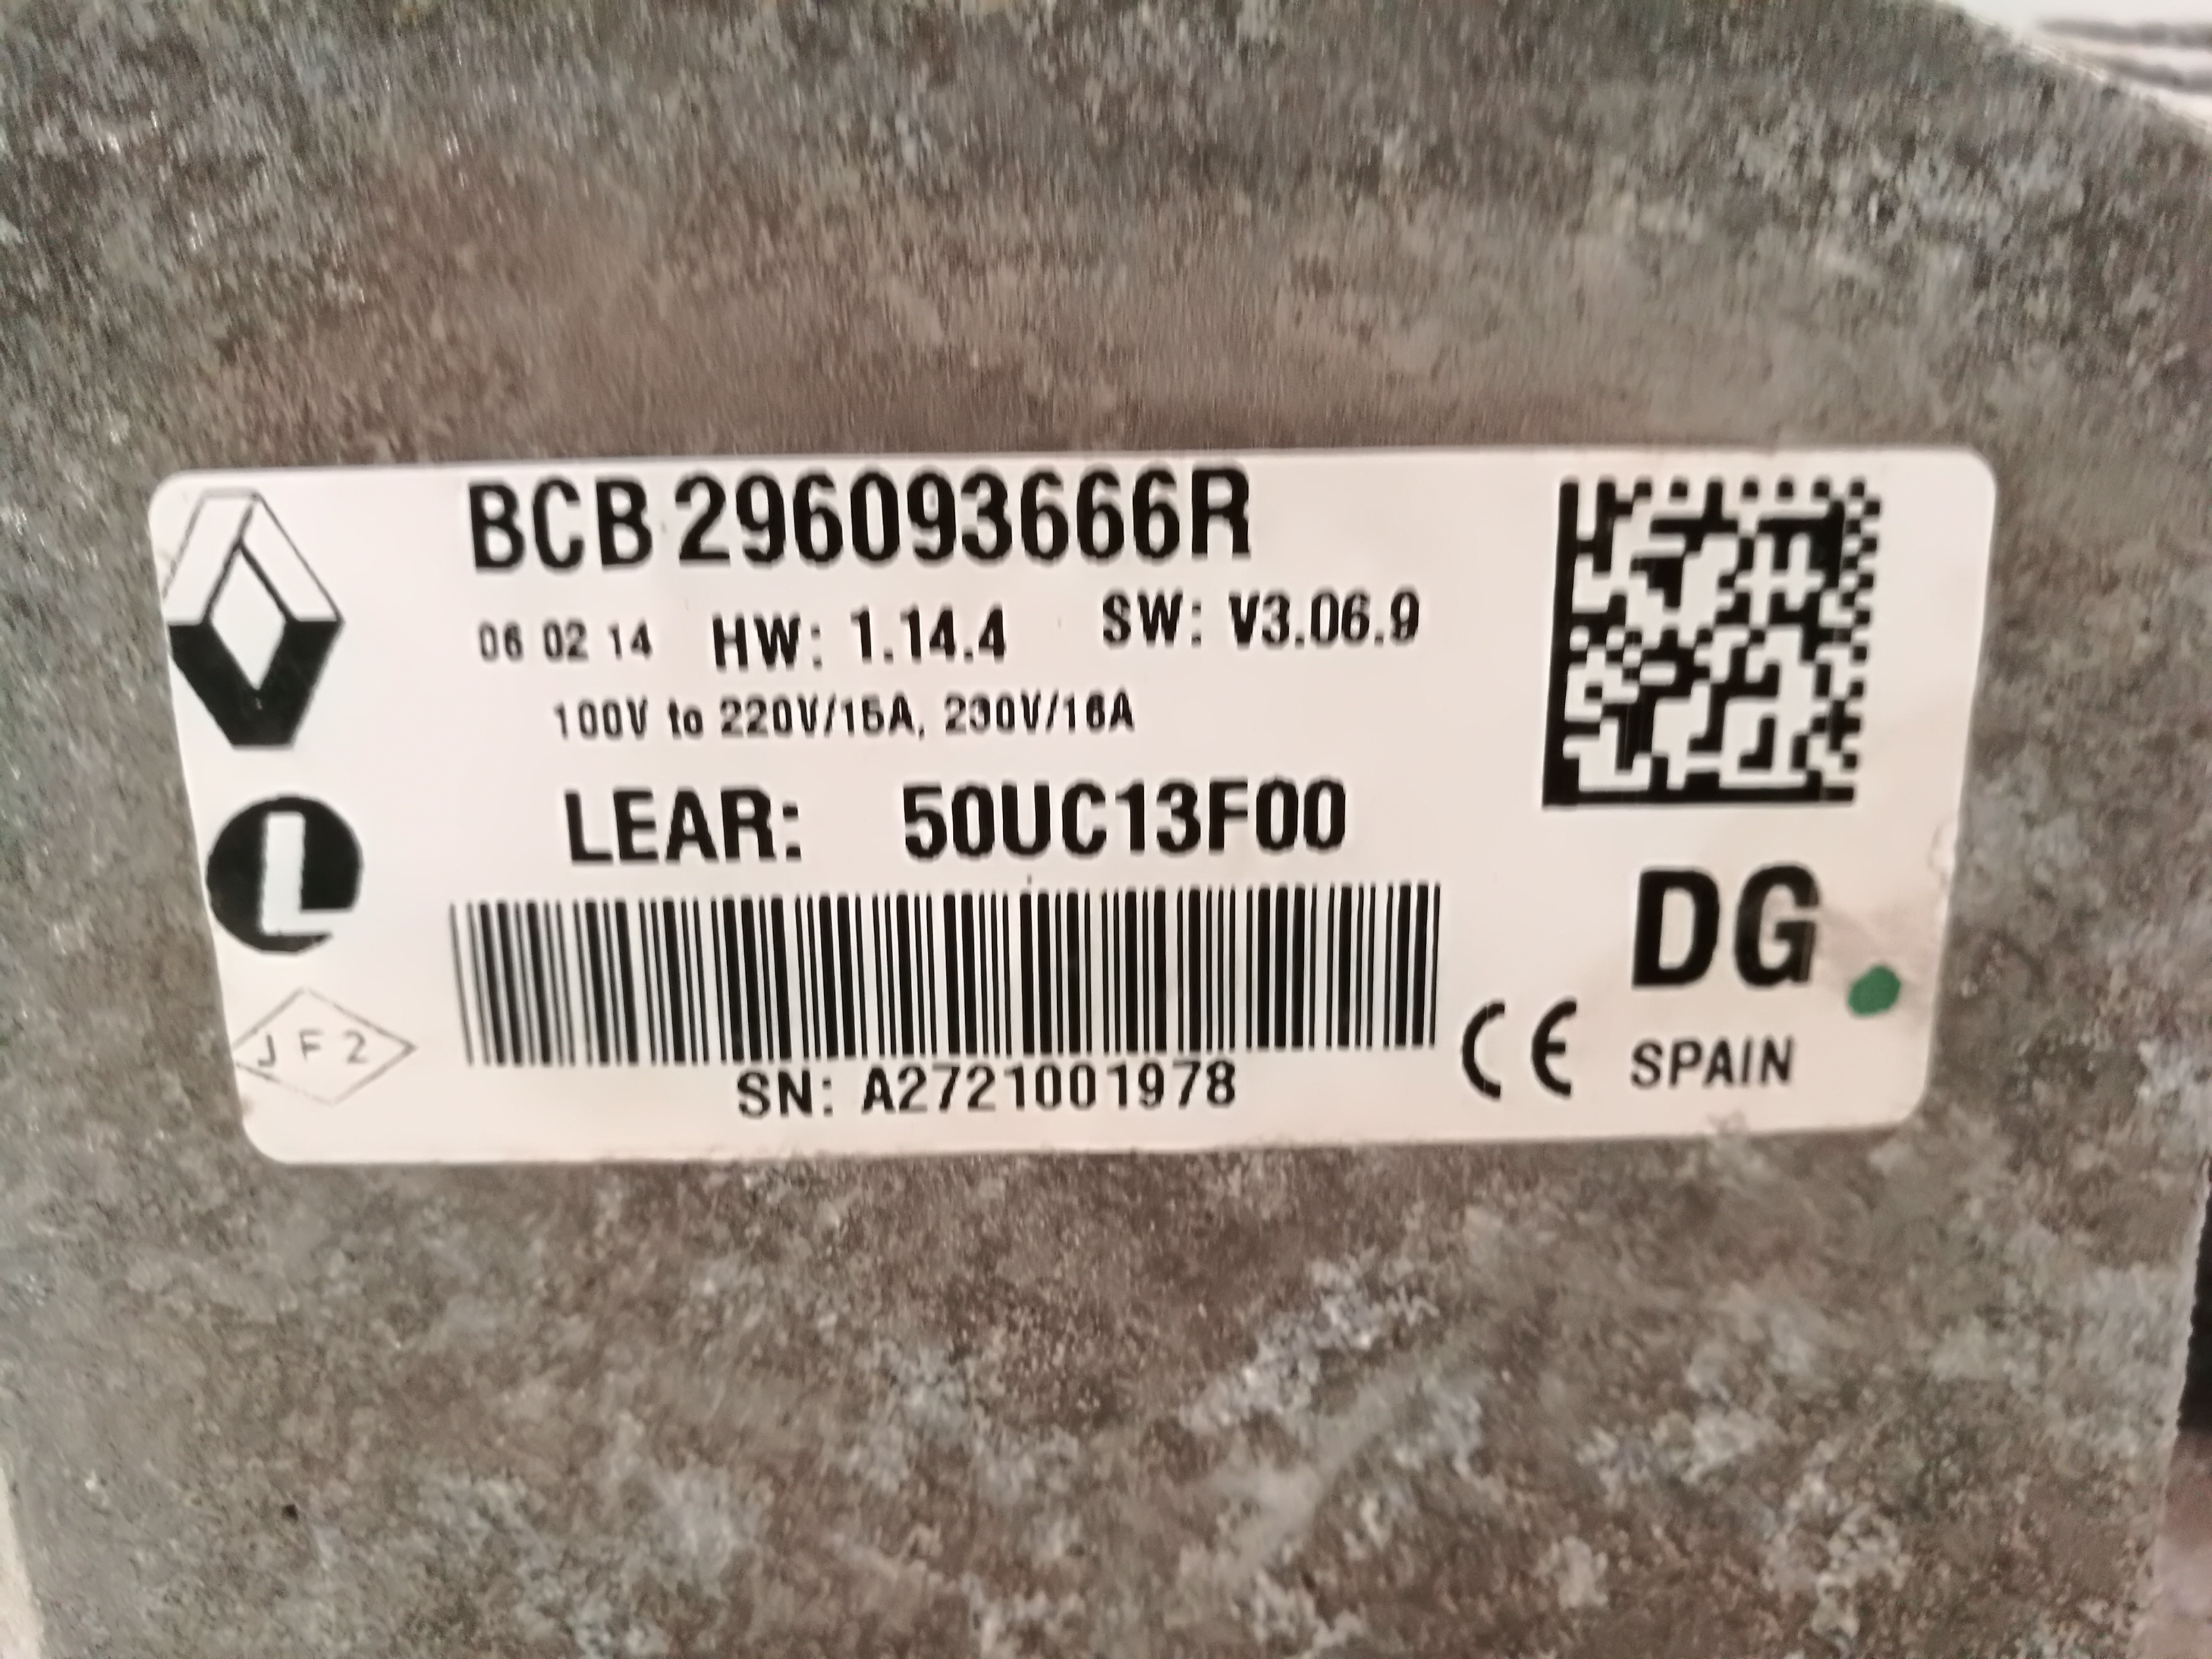 BCB 296093666R
06 02 14 HW: 1.14.4 SW: V3.06.9
100V to 220V/15A, 230V/16A
LEAR: 50UC13F00
DG
J F 2
CE SPAIN
SN: A2721001978